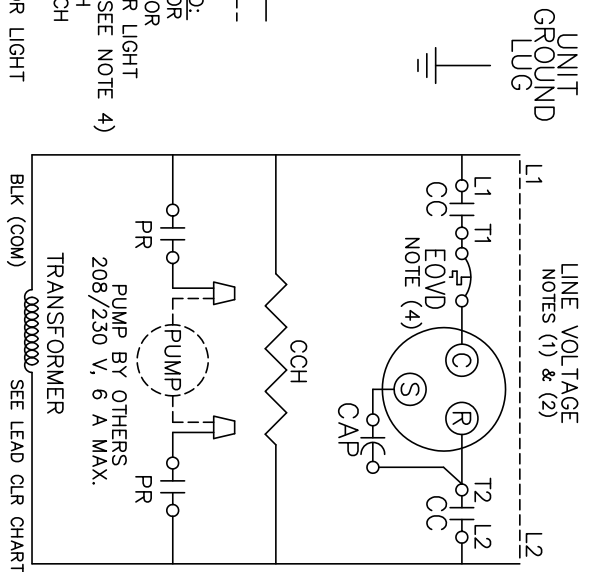 UNIT
GROUND
LUG
LINE VOLTAGE
NOTES (1) & (2)
L1
L2
L1
T1
CC
EOVD
NOTE (4)
C
R
S
CAP
T2
L2
CC
CCH
PR
PUMP
PR
PUMP BY OTHERS
208/230 V, 6 A MAX.
TRANSFORMER
BLK (COM)
SEE LEAD CLR CHART
D:
OR
OR
R LIGHT
SEE NOTE 4)
H
CH
OR LIGHT